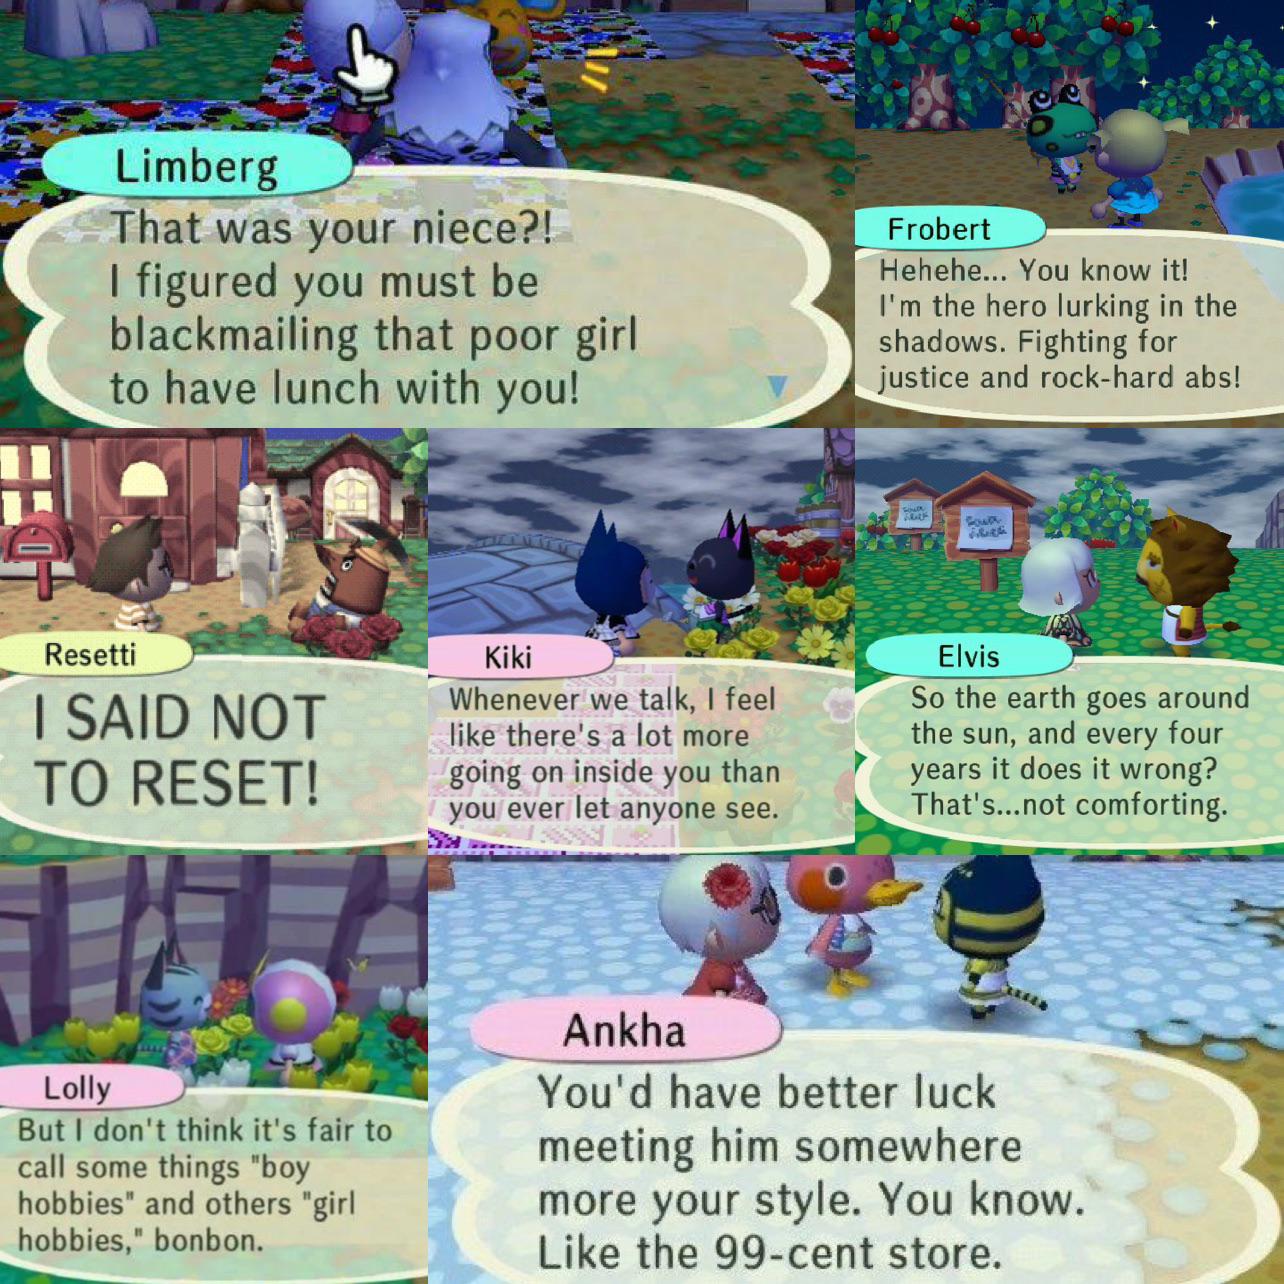 Limberg
That was your niece?!
I figured you must be
blackmailing that poor girl
to have lunch with you!
Frobert
Hehehe... You know it!
I'm the hero lurking in the
shadows. Fighting for
justice and rock-hard abs!
Resetti
I SAID NOT
TO RESET!
Kiki
Whenever we talk, I feel
like there's a lot more
going on inside you than
you ever let anyone see.
Elvis
So the earth goes around
the sun, and every four
years it does it wrong?
That's...not comforting.
Lolly
But I don't think it's fair to
call some things "boy
hobbies" and others "girl
hobbies," bonbon.
Ankha
You'd have better luck
meeting him somewhere
more your style. You know.
Like the 99-cent store.